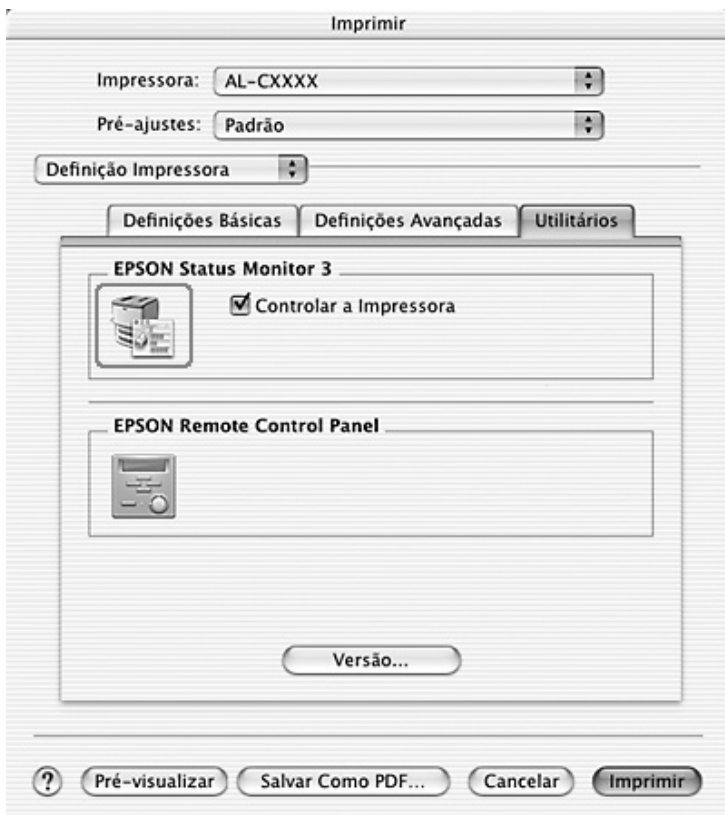 Imprimir
Impressora: AL-CXXXX
Pré-ajustes: Padrão
Definição Impressora
Definições Básicas Definições Avançadas Utilitários
EPSON Status Monitor 3
Controlar a Impressora
EPSON Remote Control Panel
Versão...
? Pré-visualizar Salvar Como PDF... Cancelar Imprimir